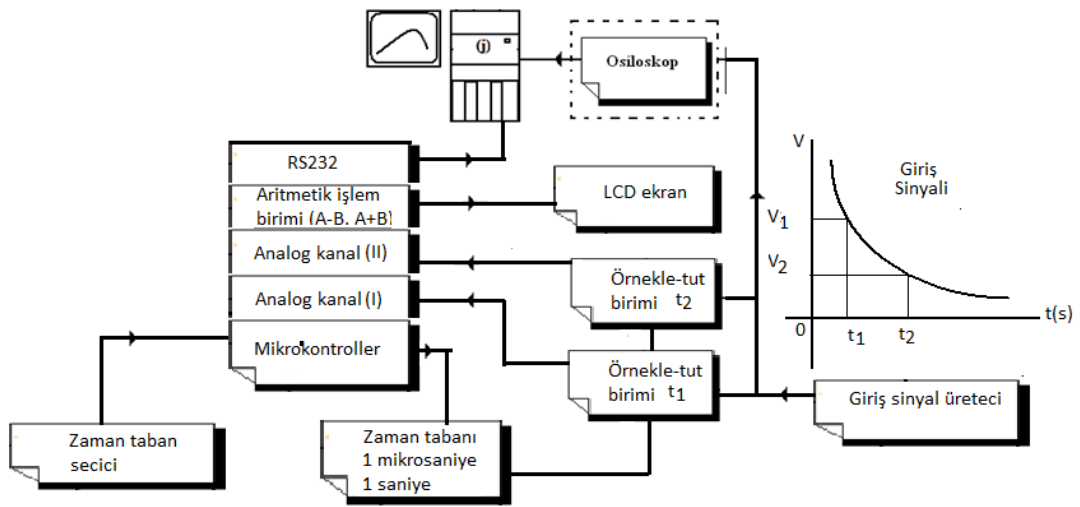 (j)
Osiloskop
RS232
Aritmetik işlem
birimi (A-B. A+B)
Analog kanal (II)
Analog kanal (I)
Mikrokontroller
LCD ekran
Örnekle-tut
birimi t2
Örnekle-tut
birimi t1
Zaman taban
secici
Zaman tabanı
1 mikrosaniye
1 saniye
Giriş sinyal üreteci
V
Giriş
Sinyali
V1
V2
0
t1
t2
t(s)